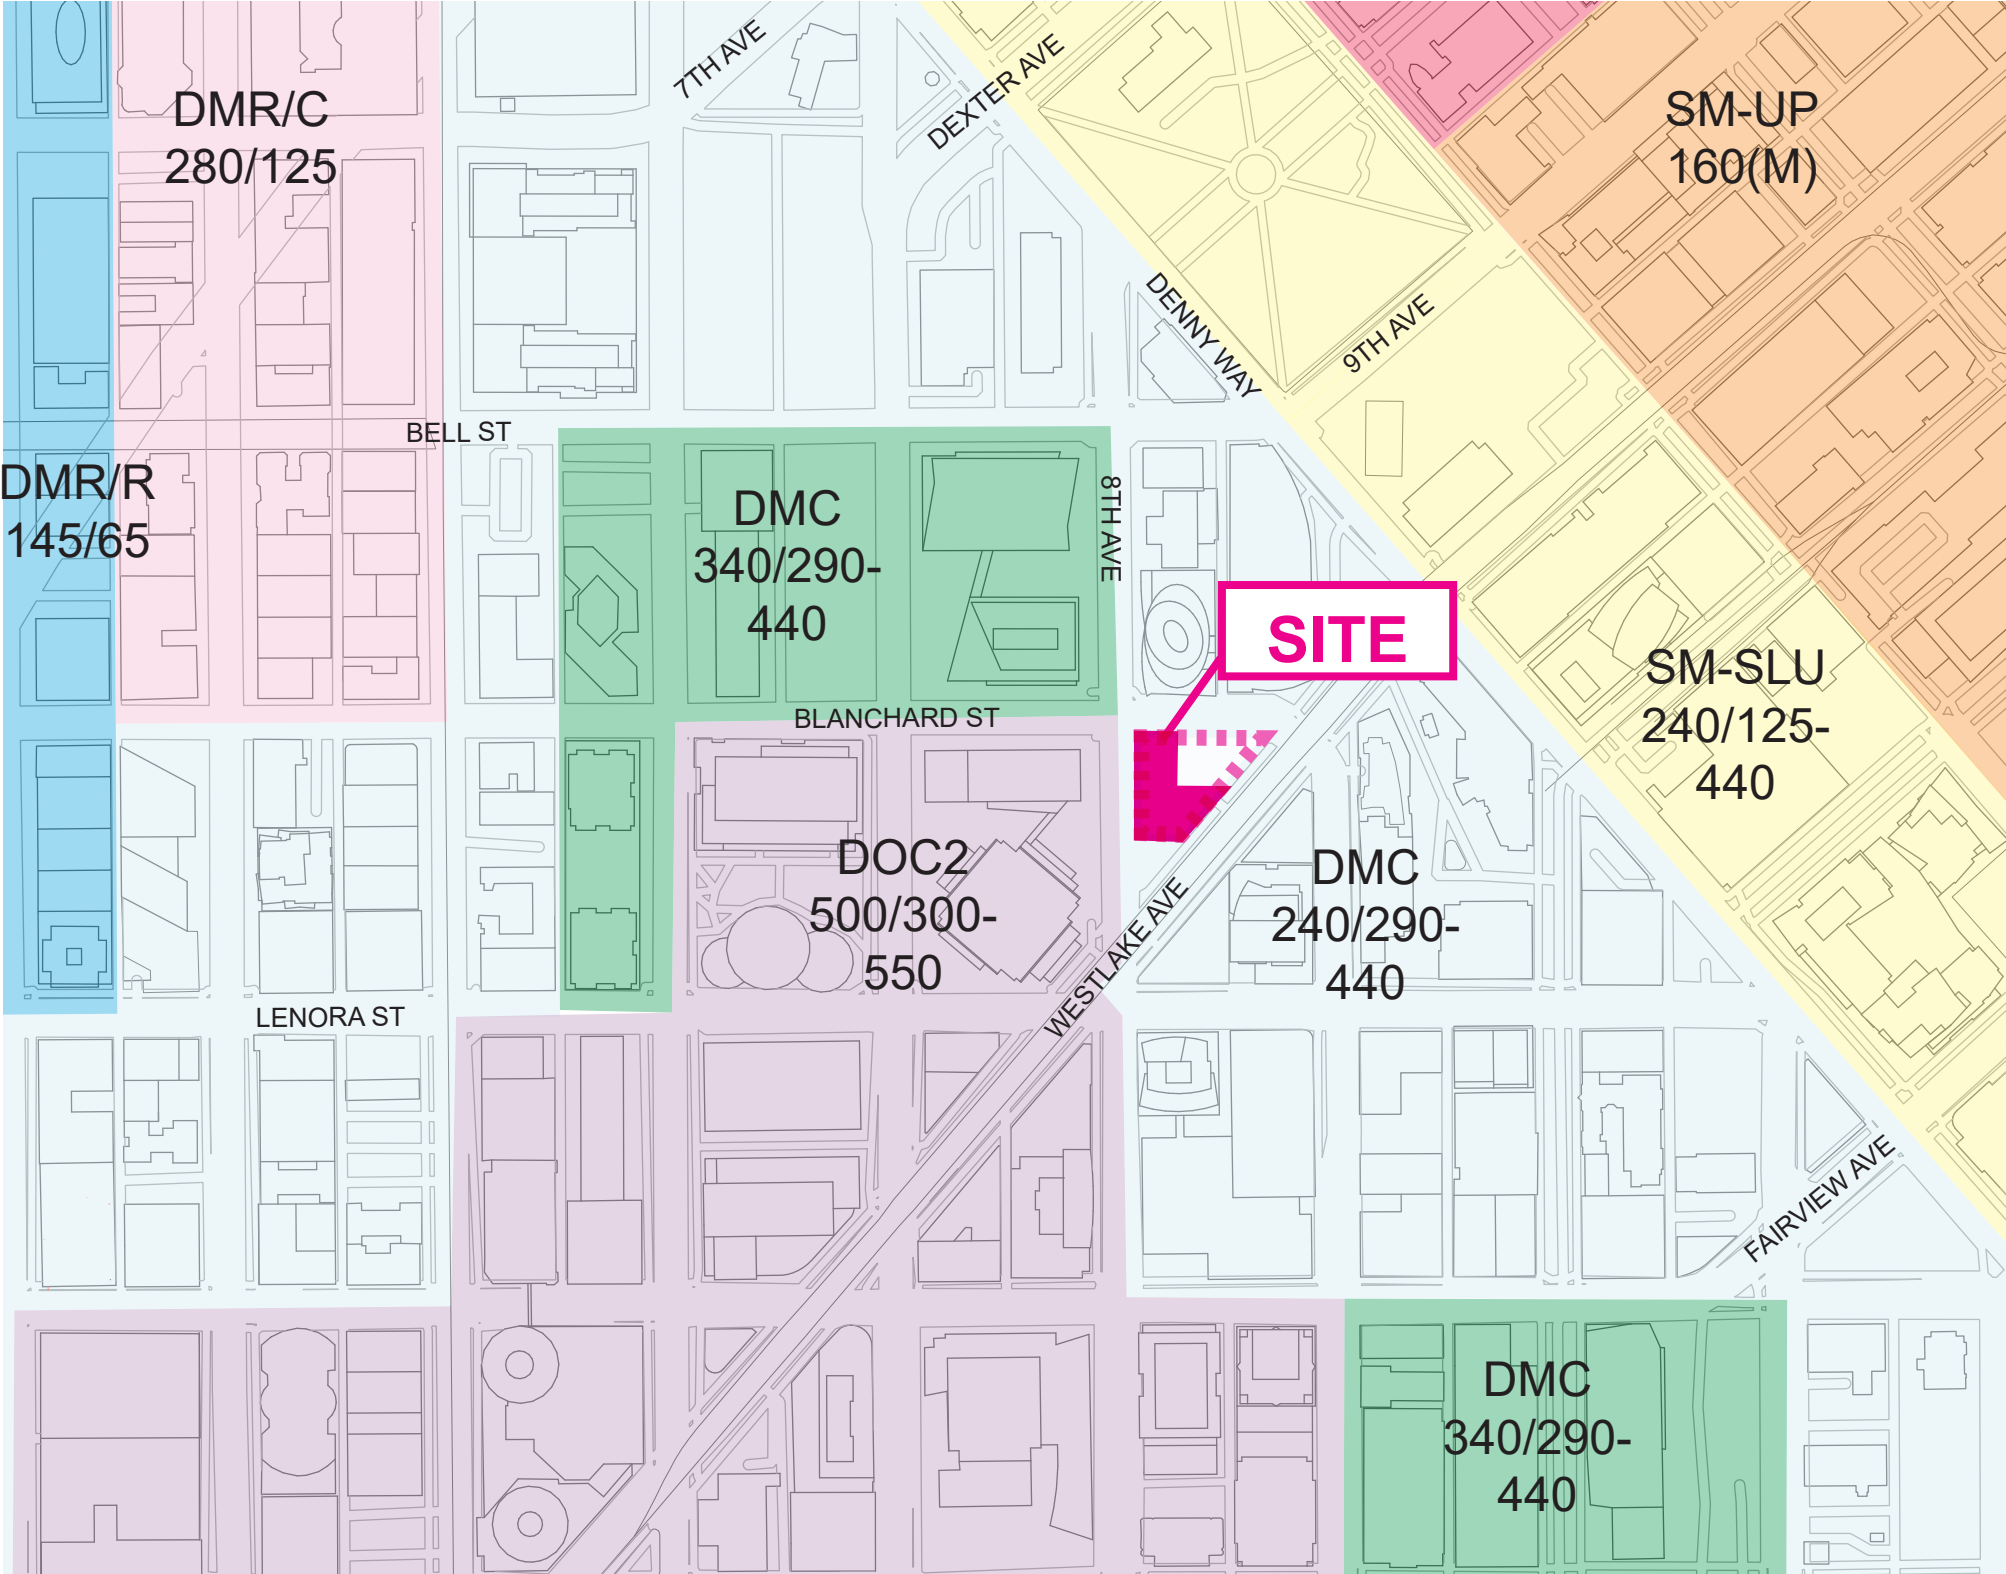 7TH AVE
DEXTER AVE
DMR/C
280/125
SM-UP
160(M)
DENNY WAY
9TH AVE
BELL ST
DMR/R
145/65
DMC
340/290-
440
8TH AVE
SITE
SM-SLU
240/125-
440
BLANCHARD ST
DOC2
500/300-
550
WESTLAKE AVE
DMC
240/290-
440
LENORA ST
FAIRVIEW AVE
DMC
340/290-
440